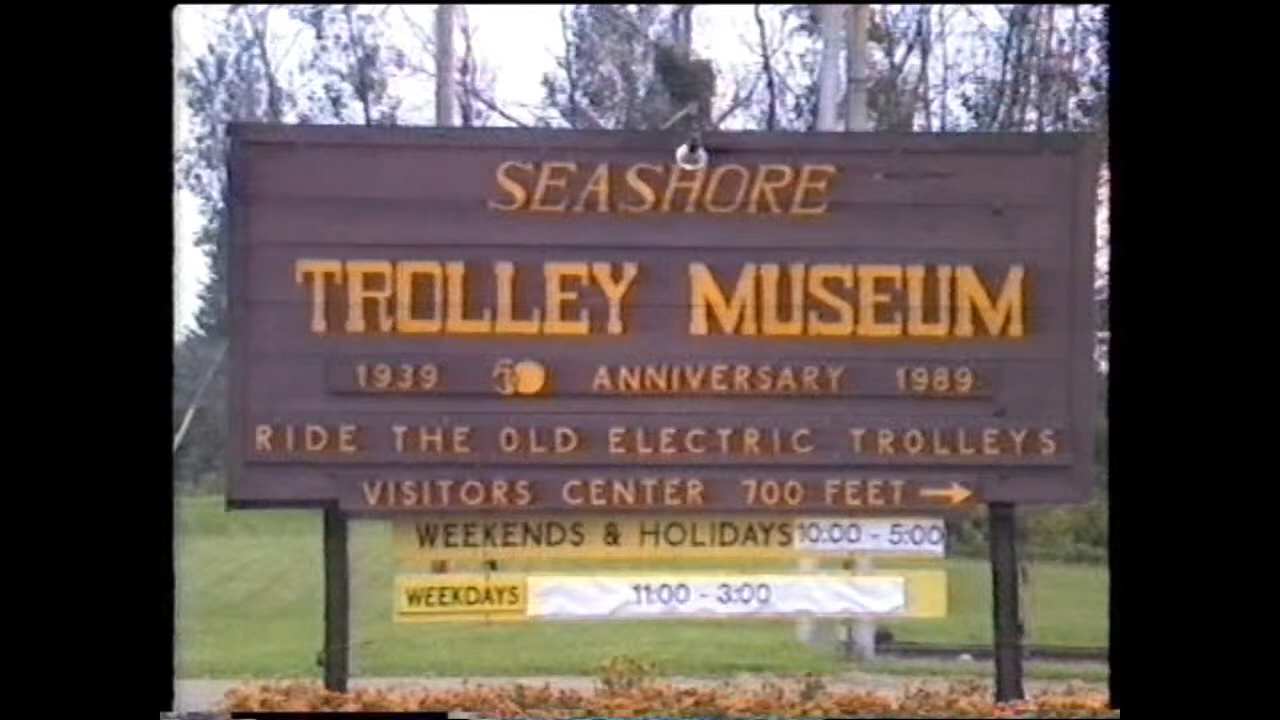 SEASHORE
TROLLEY MUSEUM
1939 50 ANNIVERSARY 1989
RIDE THE OLD ELECTRIC TROLLEYS
VISITORS CENTER 700 FEET →
WEEKENDS & HOLIDAYS 10:00 - 5:00
WEEKDAYS 11:00 - 3:00